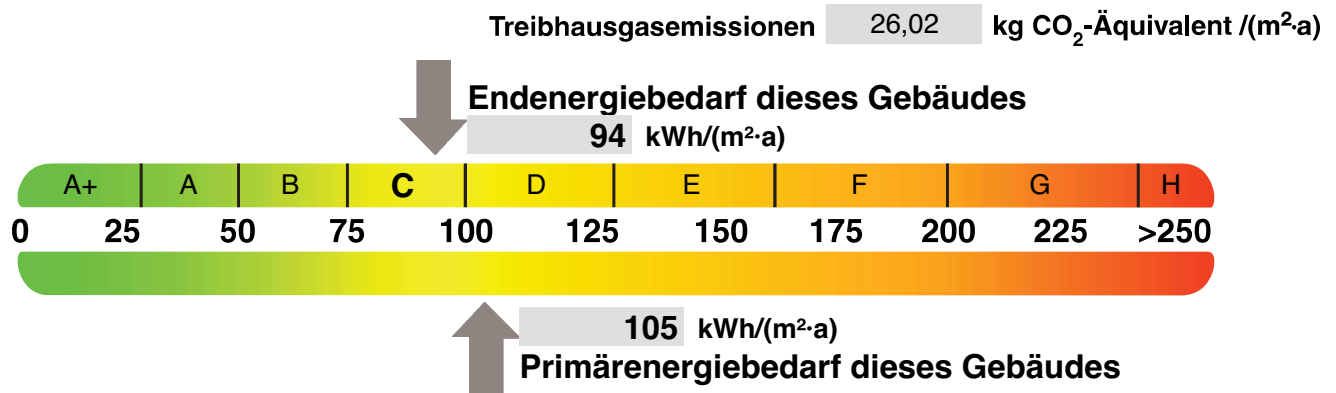 Treibhausgasemissionen 26,02 kg CO₂-Äquivalent /(m²·a)
Endenergiebedarf dieses Gebäudes
94 kWh/(m²·a)
A+ A B C D E F G H
0 25 50 75 100 125 150 175 200 225 >250
105 kWh/(m²·a)
Primärenergiebedarf dieses Gebäudes